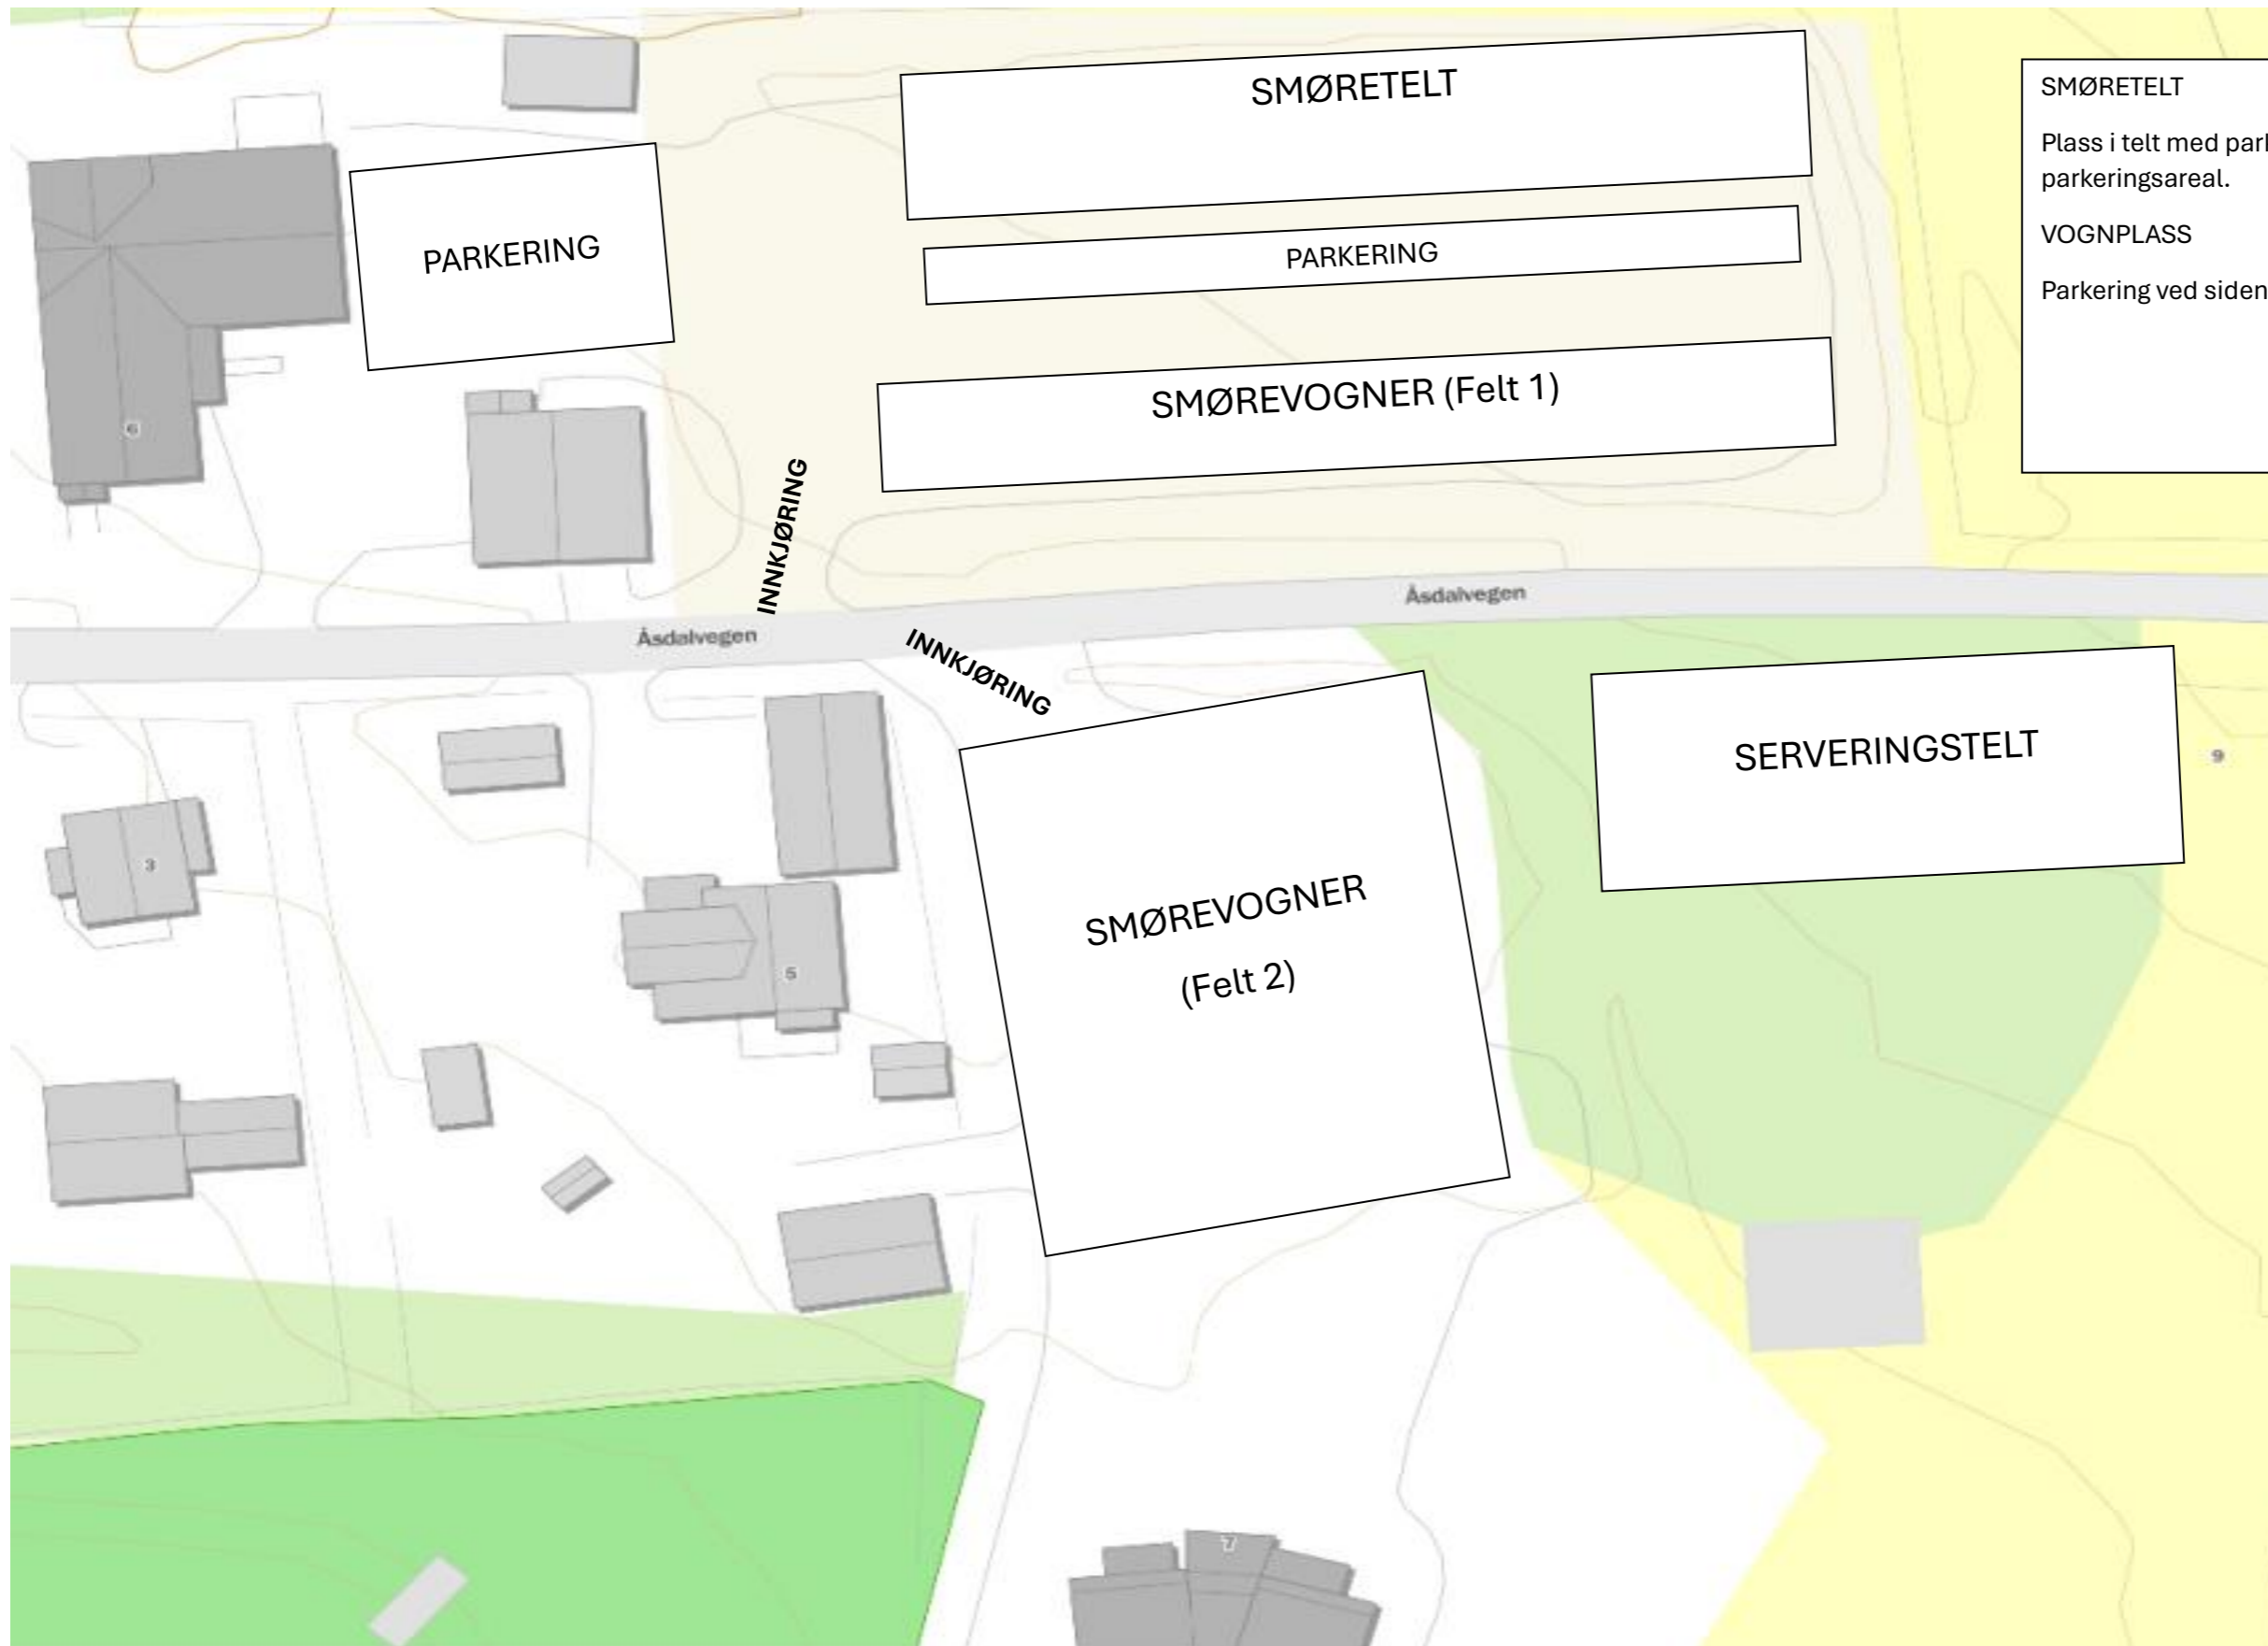 SMØRETELT
SMØRETELT
Plass i telt med
parkeringsareal.
VOGNPLASS
Parkering ved siden
PARKERING
PARKERING
SMØREVOGNER (Felt 1)
6
INNKJØRING
Åsdalvegen
Åsdalvegen
INNKJØRING
SERVERINGSTELT
9
3
SMØREVOGNER
(Felt 2)
5
7